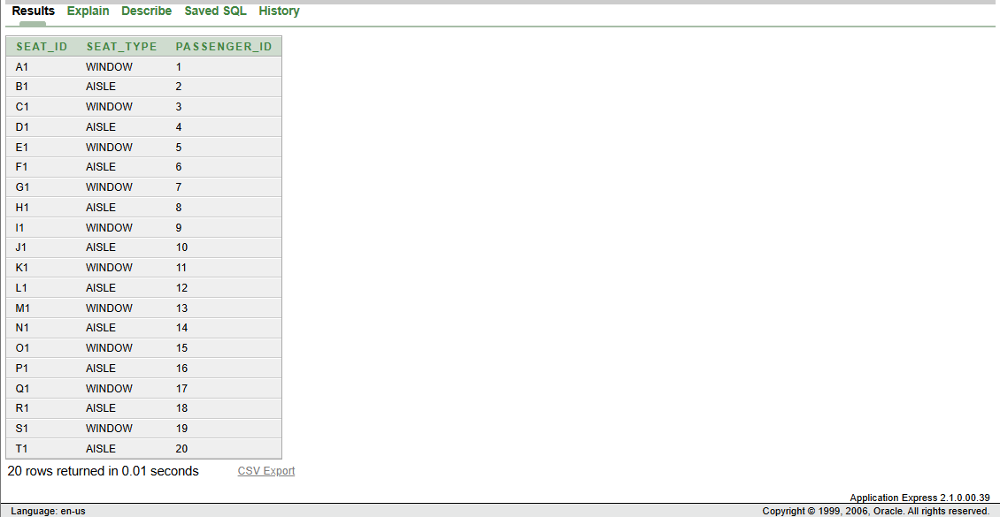 Results Explain Describe Saved SQL History
SEAT_ID SEAT_TYPE PASSENGER_ID
A1 WINDOW 1
B1 AISLE 2
C1 WINDOW 3
D1 AISLE 4
E1 WINDOW 5
F1 AISLE 6
G1 WINDOW 7
H1 AISLE 8
I1 WINDOW 9
J1 AISLE 10
K1 WINDOW 11
L1 AISLE 12
M1 WINDOW 13
N1 AISLE 14
O1 WINDOW 15
P1 AISLE 16
Q1 WINDOW 17
R1 AISLE 18
S1 WINDOW 19
T1 AISLE 20
20 rows returned in 0.01 seconds CSV Export
Application Express 2.1.0.00.39
Language: en-us Copyright © 1999, 2006, Oracle. All rights reserved.